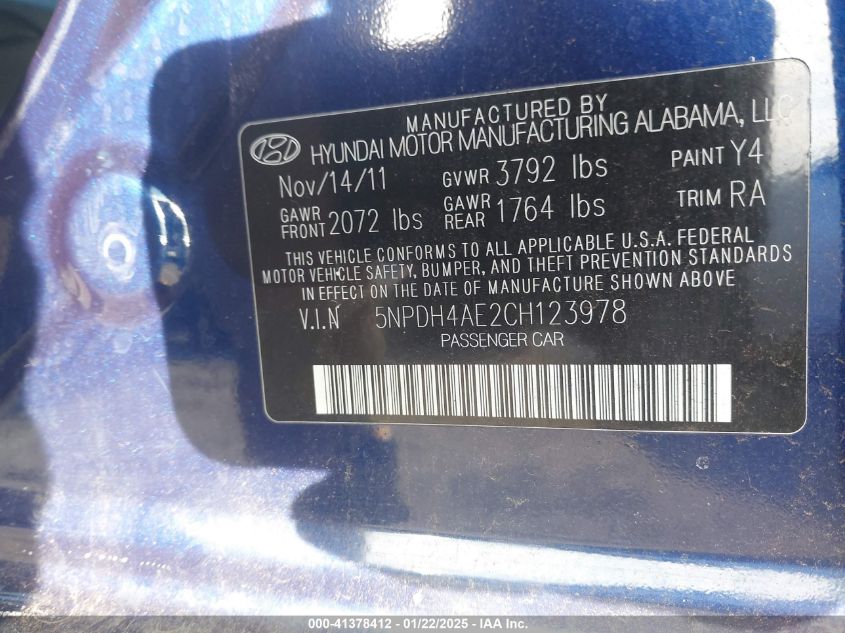 MANUFACTURED BY
HYUNDAI MOTOR MANUFACTURING ALABAMA, LLC
Nov/14/11 GVWR 3792 lbs PAINT Y4
GAWR FRONT 2072 lbs GAWR REAR 1764 lbs TRIM RA
THIS VEHICLE CONFORMS TO ALL APPLICABLE U.S.A. FEDERAL
MOTOR VEHICLE SAFETY, BUMPER, AND THEFT PREVENTION STANDARDS
IN EFFECT ON THE DATE OF MANUFACTURE SHOWN ABOVE
V.I.N 5NPDH4AE2CH123978
PASSENGER CAR
000-41378412 - 01/22/2025 - IAA Inc.